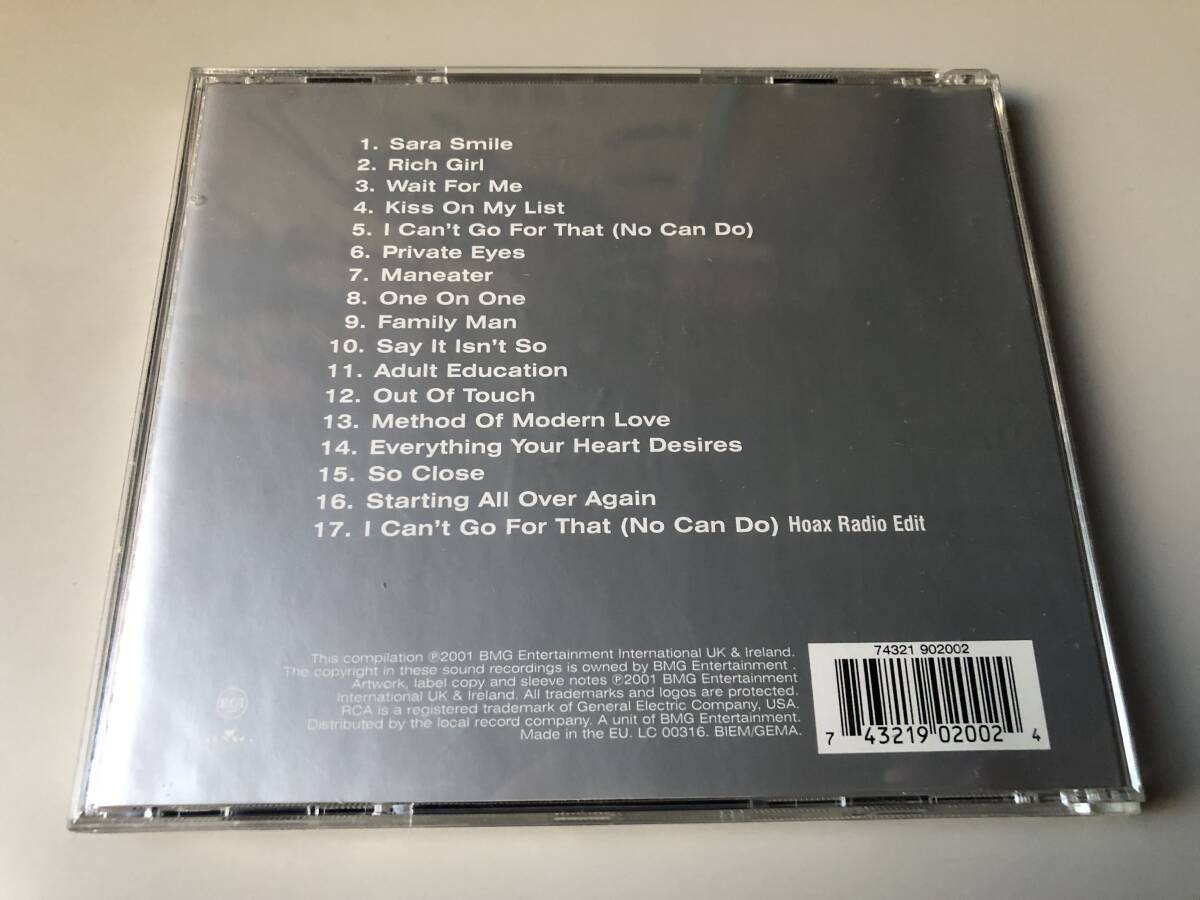 1. Sara Smile
2. Rich Girl
3. Wait For Me
4. Kiss On My List
5. I Can't Go For That (No Can Do)
6. Private Eyes
7. Maneater
8. One On One
9. Family Man
10. Say It Isn't So
11. Adult Education
12. Out Of Touch
13. Method Of Modern Love
14. Everything Your Heart Desires
15. So Close
16. Starting All Over Again
17. I Can't Go For That (No Can Do) Hoax Radio Edit
This compilation ℗2001 BMG Entertainment International UK & Ireland.
The copyright in these sound recordings is owned by BMG Entertainment .
Artwork, label copy and sleeve notes ℗2001 BMG Entertainment
International UK & Ireland. All trademarks and logos are protected.
RCA is a registered trademark of General Electric Company, USA.
Distributed by the local record company. A unit of BMG Entertainment.
Made in the EU. LC 00316. BIEM/GEMA.
74321 902002
7 43219 02002 4